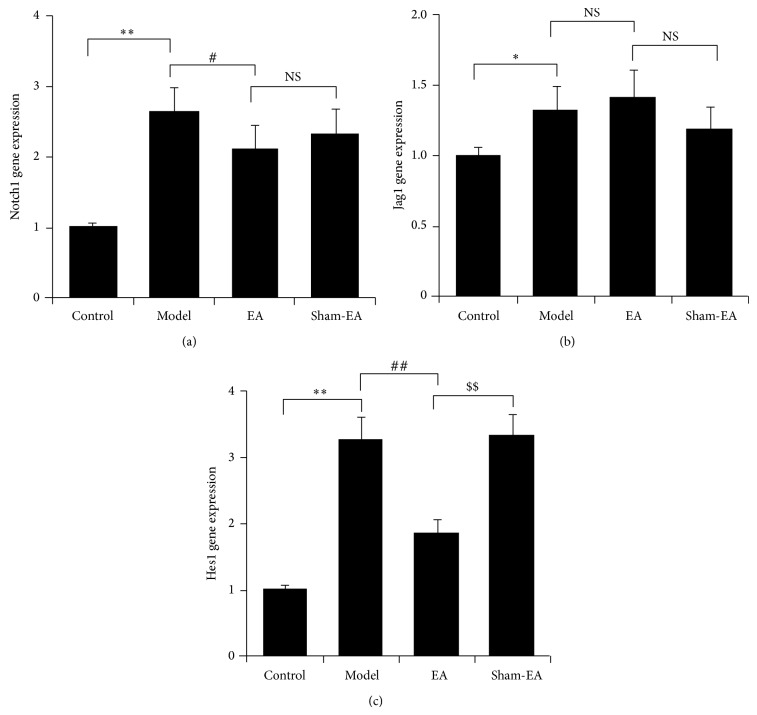 Notch1 gene expression
4
3
2
1
0
**
#
NS
Control Model EA Sham-EA
(a)
Jag1 gene expression
2.0
1.5
1.0
0.5
0.0
*
NS
NS
Control Model EA Sham-EA
(b)
Hes1 gene expression
4
3
2
1
0
**
##
$$
Control Model EA Sham-EA
(c)